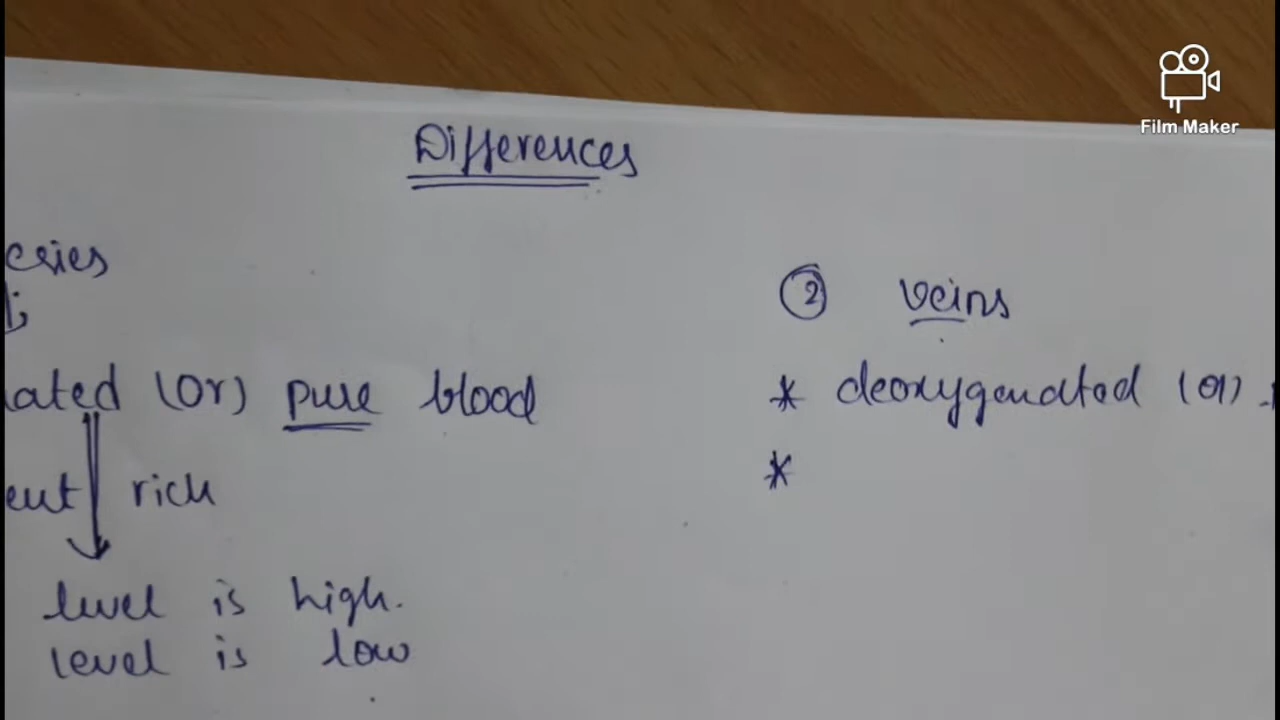 Film Maker
Differences
eries
② Veins
nated (or) pure blood
* deoxygenated (or)
ent rich
*
level is high.
level is low